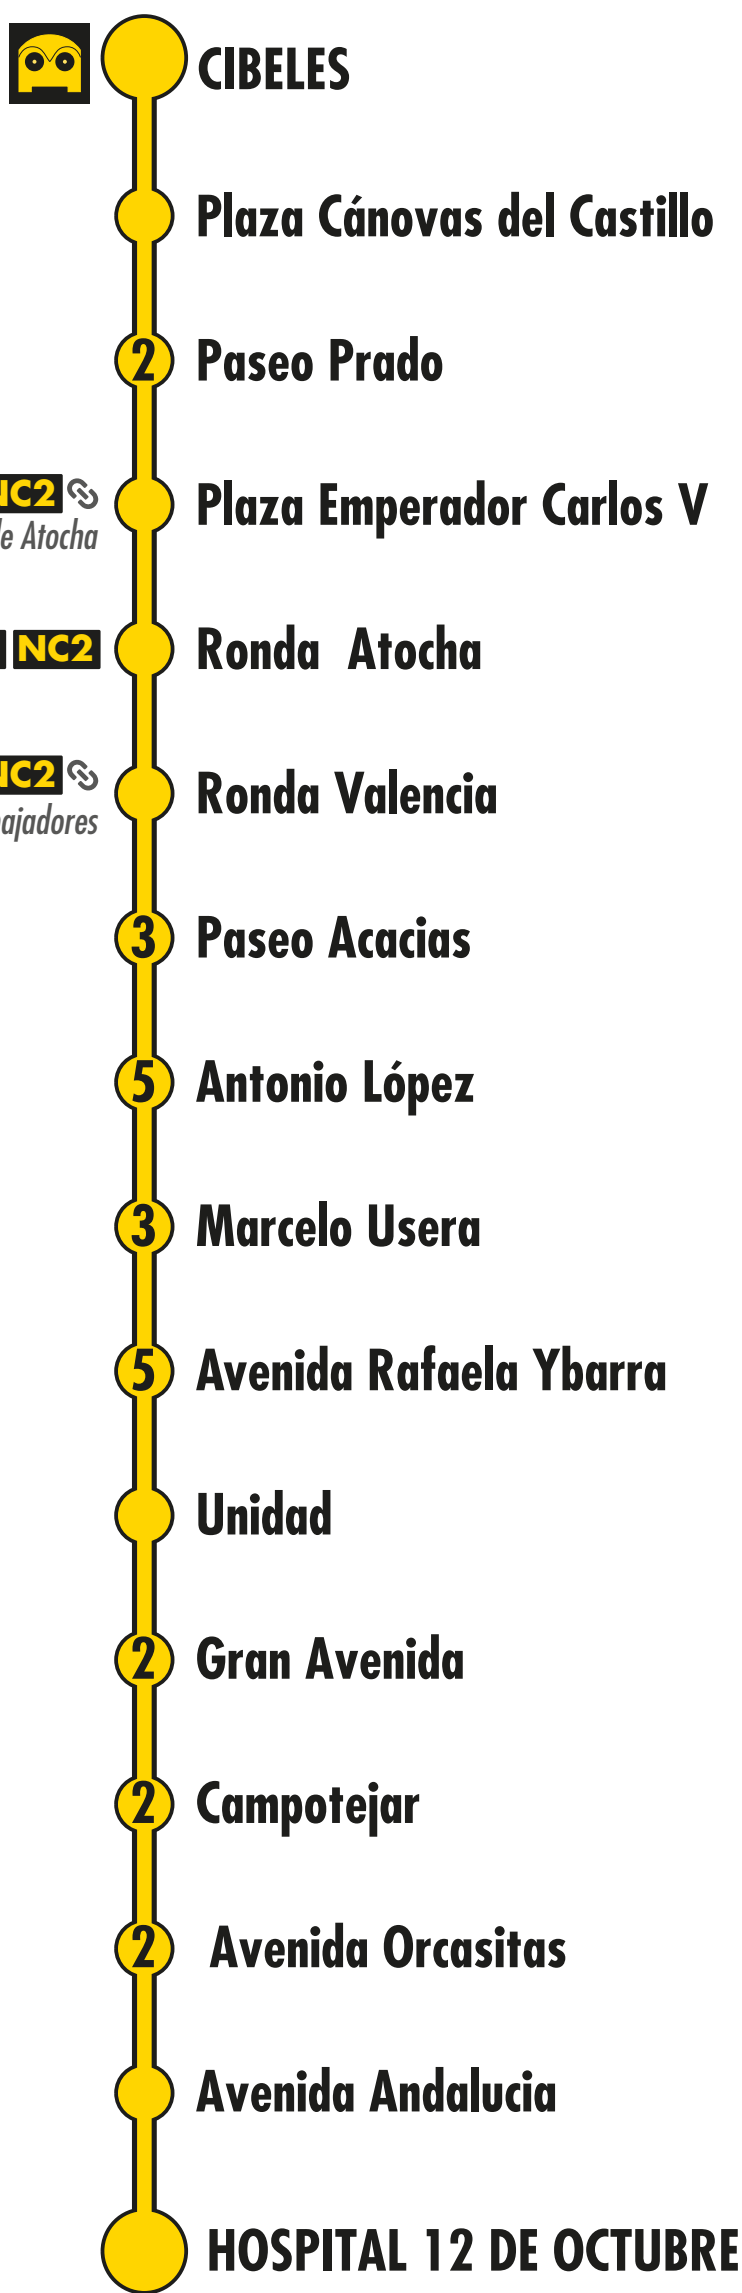 CIBELES
Plaza Cánovas del Castillo
2 Paseo Prado
NC2 Plaza Emperador Carlos V
de Atocha
NC2 Ronda Atocha
NC2 Ronda Valencia
3 Paseo Acacias
5 Antonio López
3 Marcelo Usera
5 Avenida Rafaela Ybarra
Unidad
2 Gran Avenida
2 Campotejar
2 Avenida Orcasitas
Avenida Andalucia
HOSPITAL 12 DE OCTUBRE